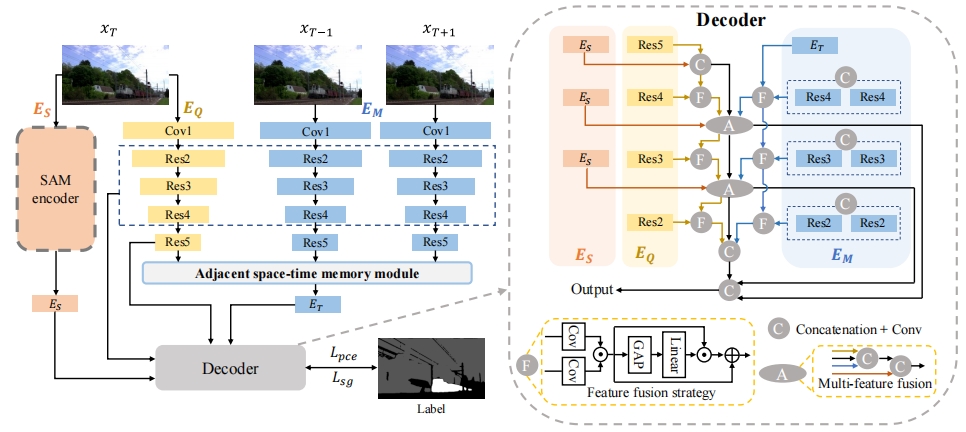 x_T
x_{T−1}
x_{T+1}
E_S
E_Q
E_M
SAM
encoder
Cov1
Cov1
Cov1
Res2
Res2
Res2
Res3
Res3
Res3
Res4
Res4
Res4
Res5
Res5
Res5
Adjacent space-time memory module
E_S
E_T
Decoder
L_{pce}
L_{sg}
Label
Decoder
E_S
Res5
E_T
C
C
F
F
Res4
Res4
Res4
E_S
A
F
F
C
Res3
Res3
Res3
E_S
A
C
Res2
F
F
Res2
Res2
E_S
E_Q
C
E_M
Output
C
C
Concatenation + Conv
F
Cov
Cov
GAP
Linear
Feature fusion strategy
A
C
C
Multi-feature fusion